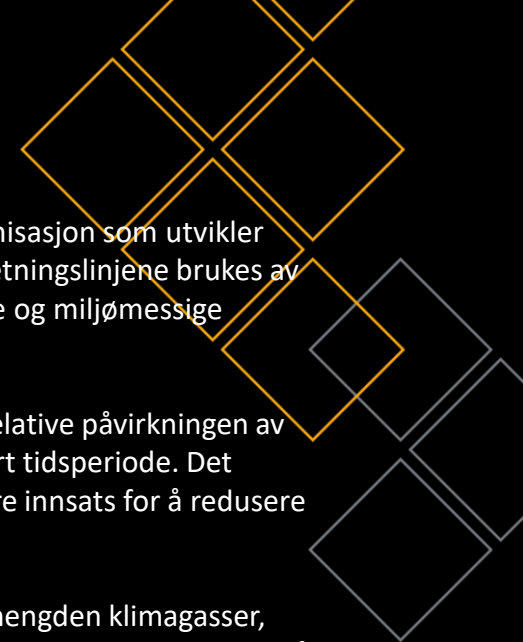 nisasjon som utvikler
etningslinjene brukes av
e og miljømessige
elative påvirkningen av
rt tidsperiode. Det
re innsats for å redusere
nengden klimagasser,